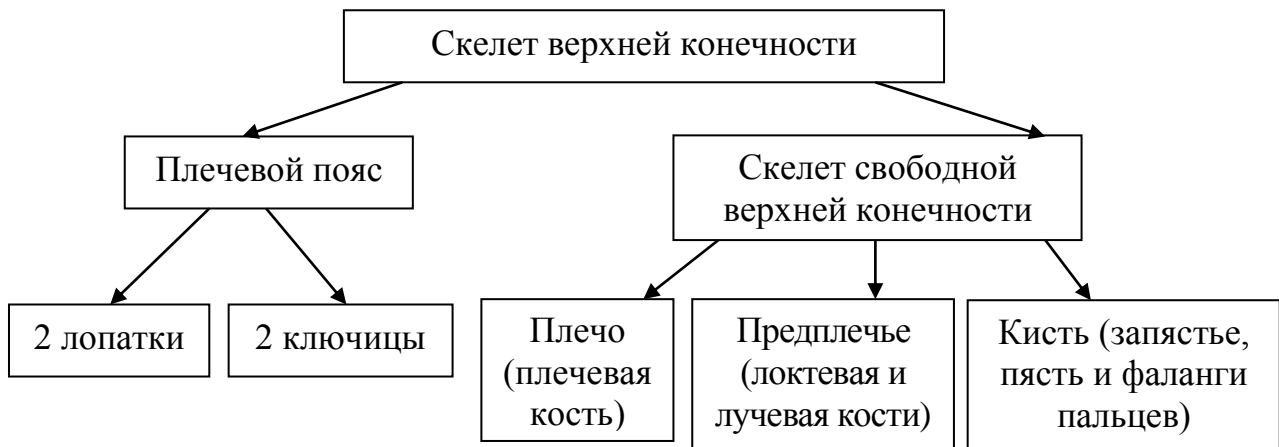 Скелет верхней конечности
Плечевой пояс
Скелет свободной
верхней конечности
2 лопатки
2 ключицы
Плечо
(плечевая
кость)
Предплечье
(локтевая и
лучевая кости)
Кисть (запястье,
пясть и фаланги
пальцев)